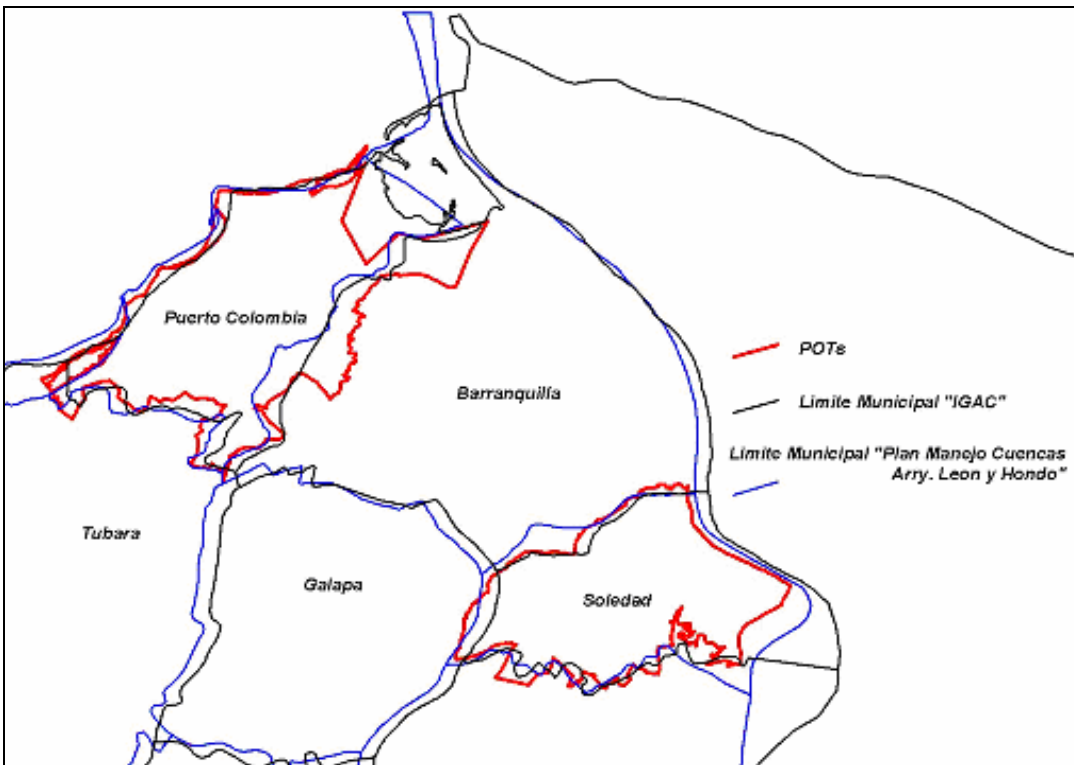 Puerto Colombia
POTs
Barranquilla
Limite Municipal "IGAC"
Limite Municipal "Plan Manejo Cuencas
Arry. Leon y Hondo"
Tubara
Galapa
Soledad